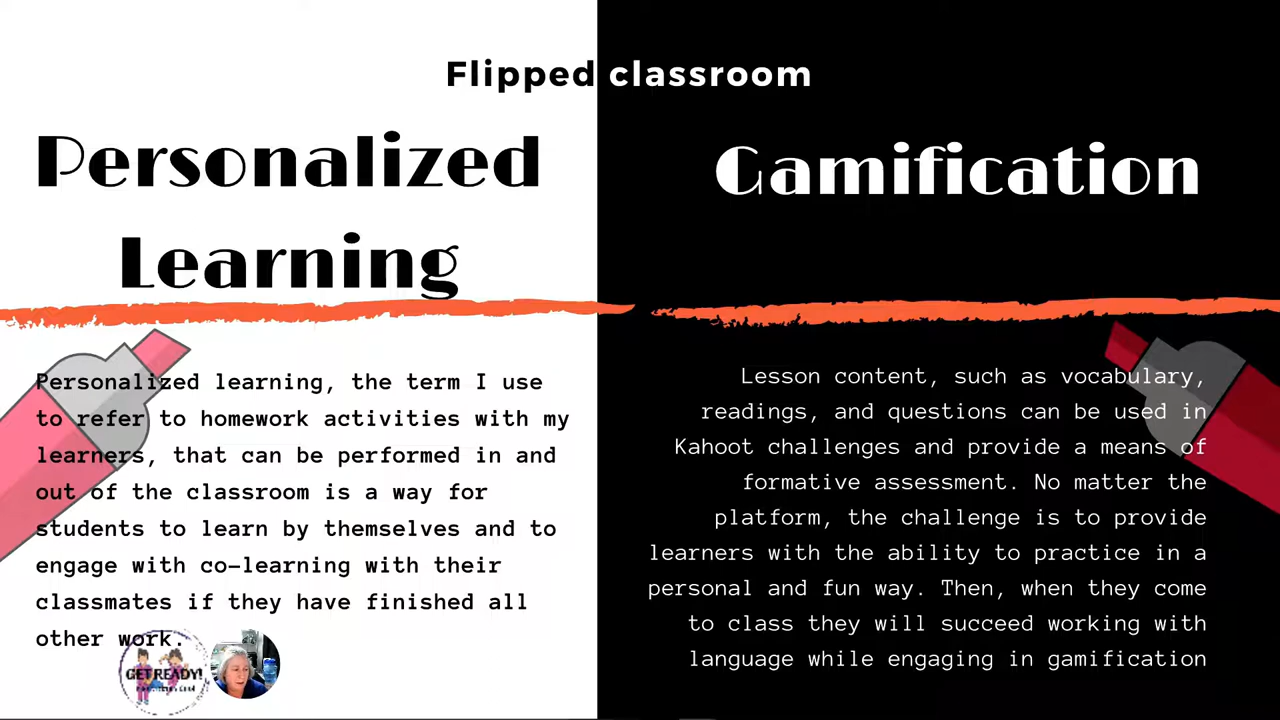 Flipped classroom
Personalized
Learning
Personalized learning, the term I use
to refer to homework activities with my
learners, that can be performed in and
out of the classroom is a way for
students to learn by themselves and to
engage with co-learning with their
classmates if they have finished all
other work.
GET READY!
Gamification
Lesson content, such as vocabulary,
readings, and questions can be used in
Kahoot challenges and provide a means of
formative assessment. No matter the
platform, the challenge is to provide
learners with the ability to practice in a
personal and fun way. Then, when they come
to class they will succeed working with
language while engaging in gamification